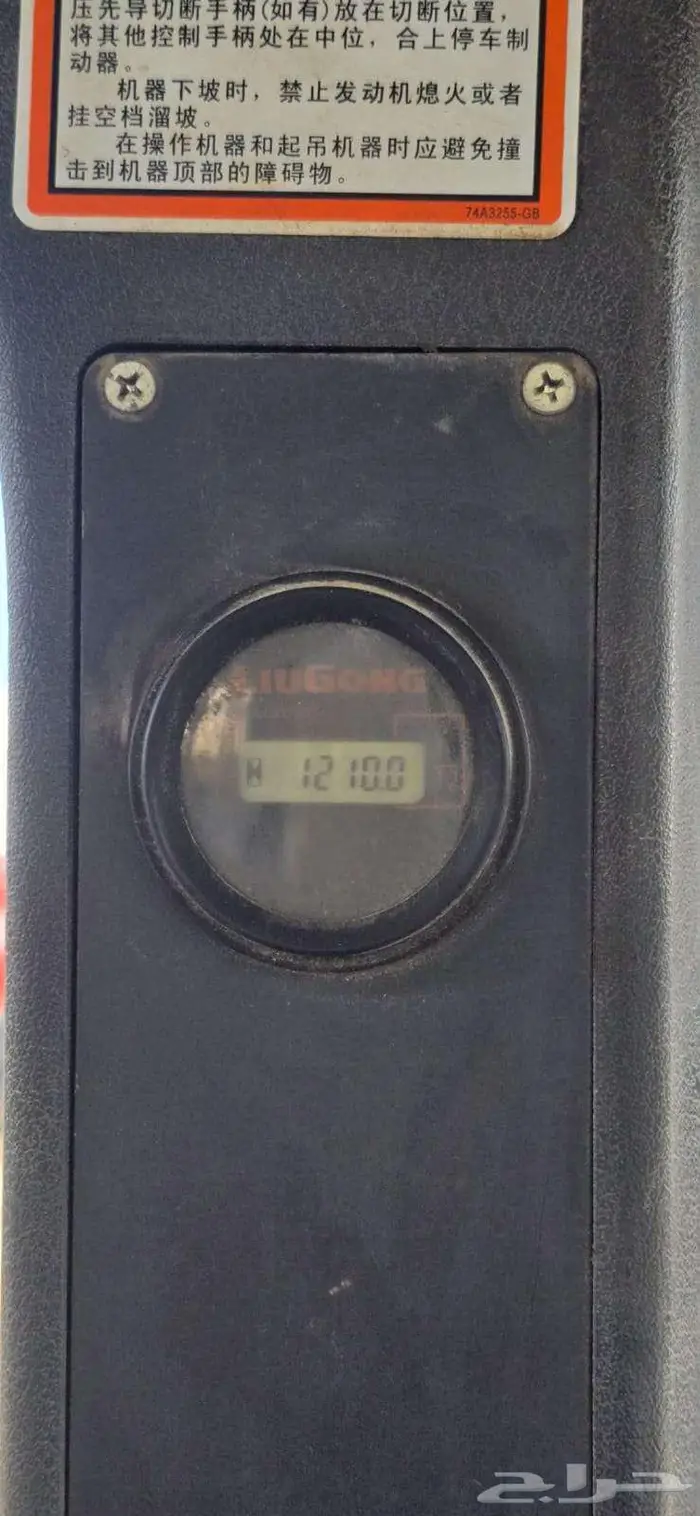 压先导切断手柄(如有)放在切断位置，
将其他控制手柄处在中位，合上停车制
动器。
机器下坡时，禁止发动机熄火或者
挂空档溜坡。
在操作机器和起吊机器时应避免撞
击到机器顶部的障碍物。
74A3255-GB
LIUGONG
1210.0
حراج